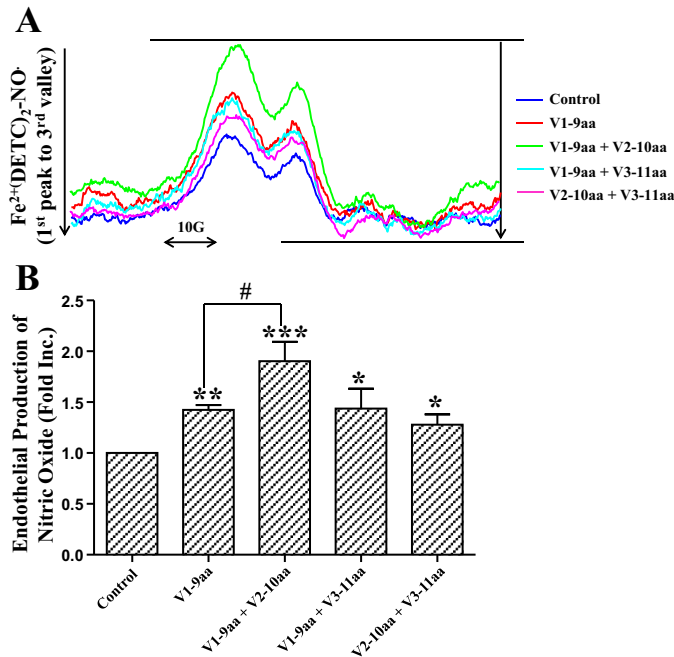 A
Fe²⁺(DETC)₂-NO·
(1ˢᵗ peak to 3ʳᵈ valley)
10G
Control
V1-9aa
V1-9aa + V2-10aa
V1-9aa + V3-11aa
V2-10aa + V3-11aa
B
Endothelial Production of
Nitric Oxide (Fold Inc.)
2.5
2.0
1.5
1.0
0.5
0.0
#
**
***
*
*
Control
V1-9aa
V1-9aa + V2-10aa
V1-9aa + V3-11aa
V2-10aa + V3-11aa